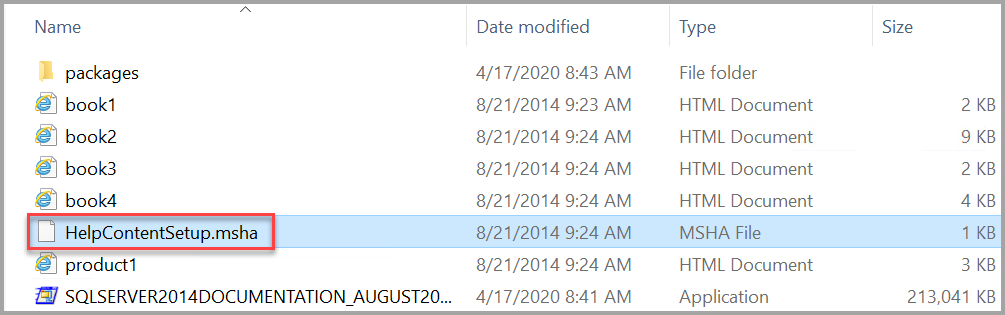 Name Date modified Type Size
packages 4/17/2020 8:43 AM File folder
book1 8/21/2014 9:23 AM HTML Document 2 KB
book2 8/21/2014 9:24 AM HTML Document 9 KB
book3 8/21/2014 9:24 AM HTML Document 2 KB
book4 8/21/2014 9:24 AM HTML Document 4 KB
HelpContentSetup.msha 8/21/2014 9:24 AM MSHA File 1 KB
product1 8/21/2014 9:24 AM HTML Document 3 KB
SQLSERVER2014DOCUMENTATION_AUGUST20... 4/17/2020 8:41 AM Application 213,041 KB